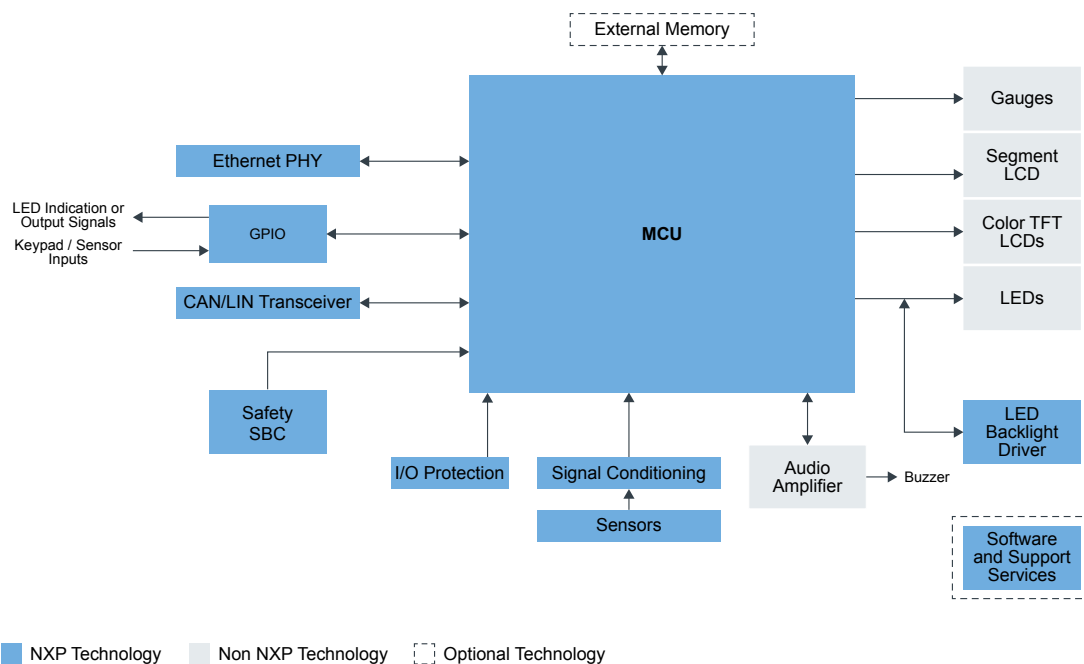 External Memory
Gauges
Ethernet PHY
Segment
LCD
LED Indication or
Output Signals
GPIO
MCU
Color TFT
LCDs
Keypad / Sensor
Inputs
CAN/LIN Transceiver
LEDs
Safety
SBC
LED
Backlight
Driver
I/O Protection
Signal Conditioning
Audio
Amplifier
Buzzer
Sensors
Software
and Support
Services
NXP Technology
Non NXP Technology
Optional Technology